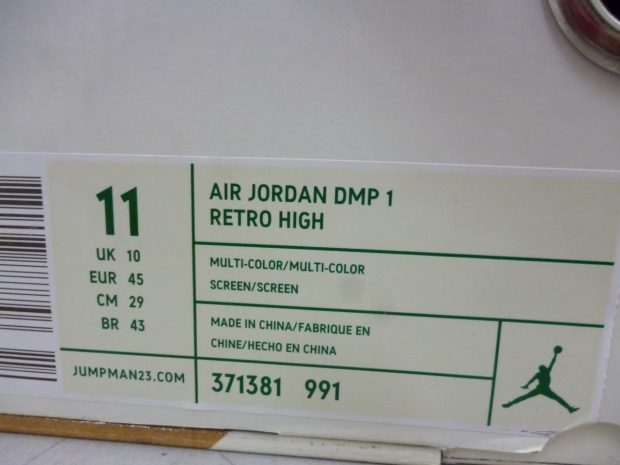 11
UK 10
EUR 45
CM 29
BR 43
JUMPMAN23.COM
AIR JORDAN DMP 1
RETRO HIGH
MULTI-COLOR/MULTI-COLOR
SCREEN/SCREEN
MADE IN CHINA/FABRIQUE EN
CHINE/HECHO EN CHINA
371381 991